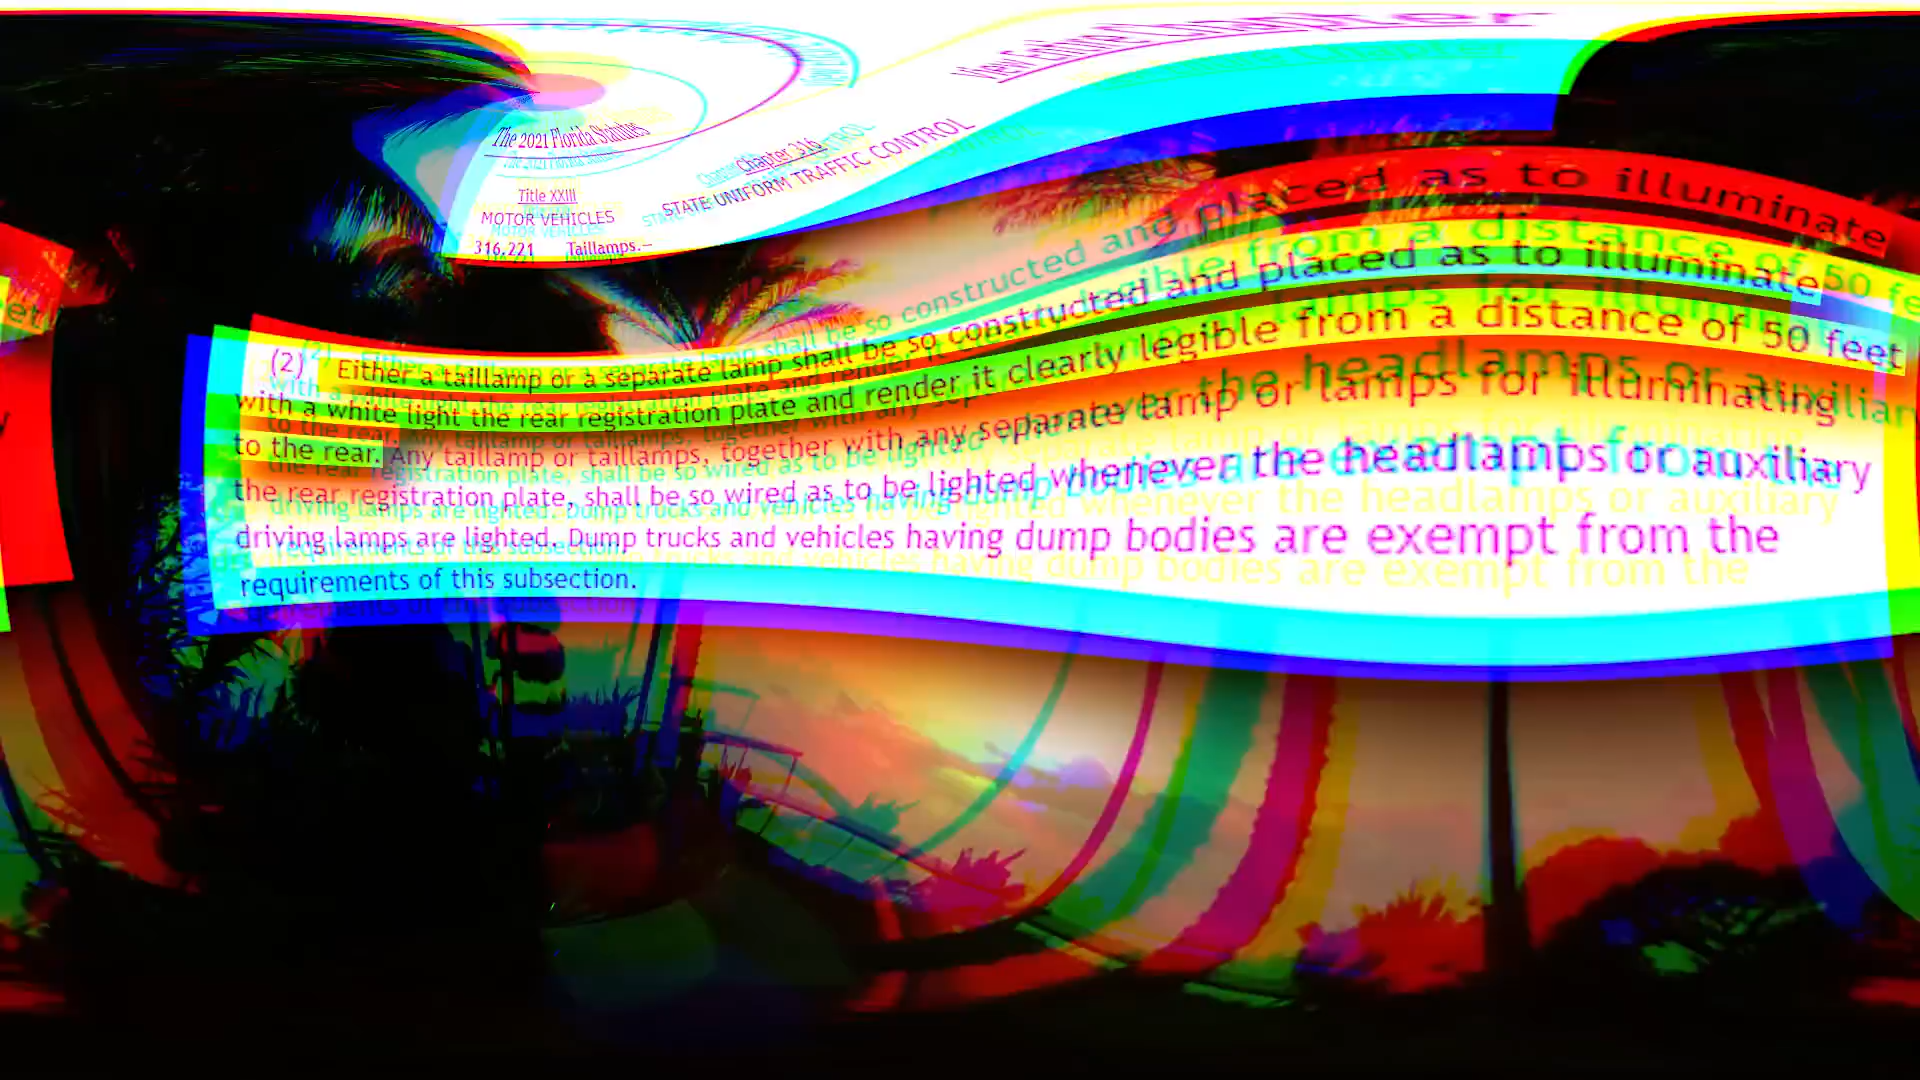 The 2021 Florida Statutes
Title XXIII
MOTOR VEHICLES
Chapter 316
STATE UNIFORM TRAFFIC CONTROL
View Entire Chapter
316.221 Taillamps.—
(2) Either a taillamp or a separate lamp shall be so constructed and placed as to illuminate
with a white light the rear registration plate and render it clearly legible from a distance of 50 feet
to the rear. Any taillamp or taillamps, together with any separate lamp or lamps for illuminating
the rear registration plate, shall be so wired as to be lighted whenever the headlamps or auxiliary
driving lamps are lighted. Dump trucks and vehicles having dump bodies are exempt from the
requirements of this subsection.